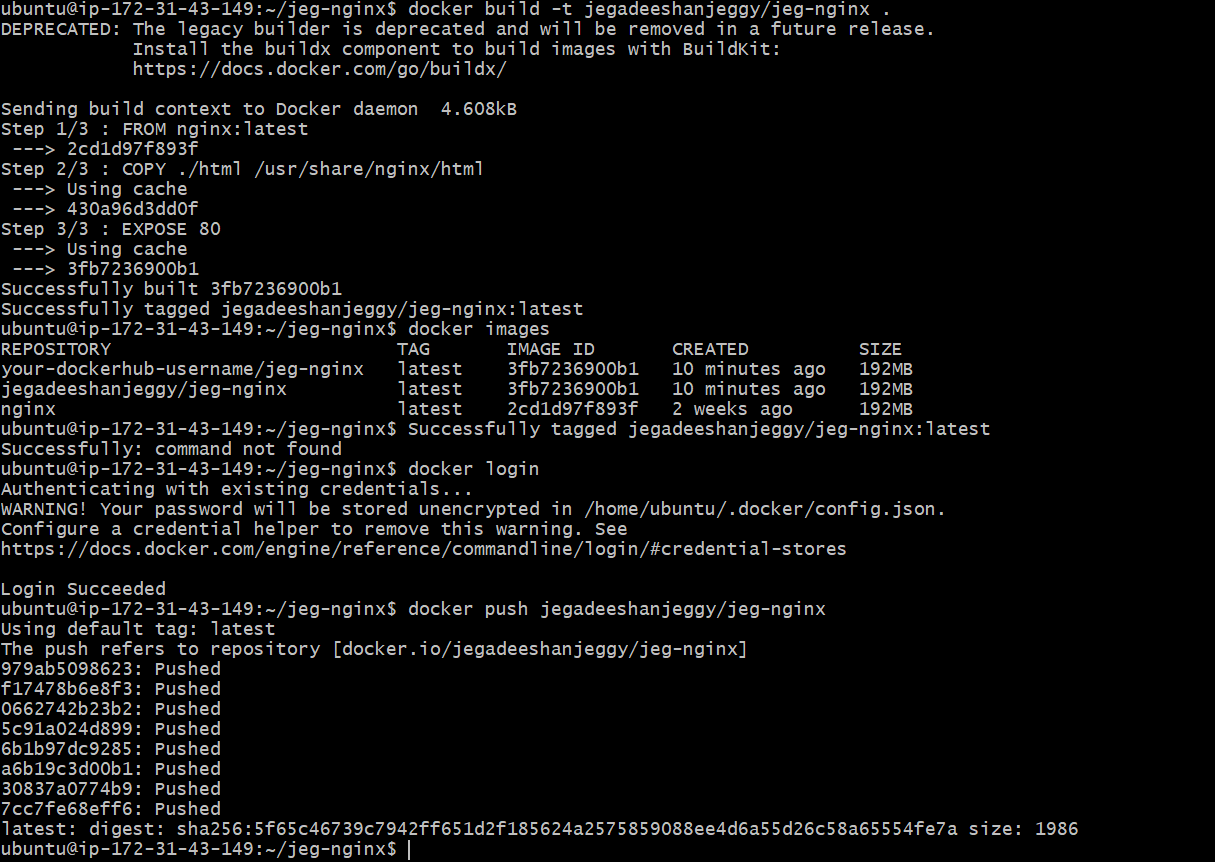 ubuntu@ip-172-31-43-149:~/jeg-nginx$ docker build -t jegadeeshanjeggy/jeg-nginx .
DEPRECATED: The legacy builder is deprecated and will be removed in a future release.
            Install the buildx component to build images with BuildKit:
            https://docs.docker.com/go/buildx/

Sending build context to Docker daemon  4.608kB
Step 1/3 : FROM nginx:latest
 ---> 2cd1d97f893f
Step 2/3 : COPY ./html /usr/share/nginx/html
 ---> Using cache
 ---> 430a96d3dd0f
Step 3/3 : EXPOSE 80
 ---> Using cache
 ---> 3fb7236900b1
Successfully built 3fb7236900b1
Successfully tagged jegadeeshanjeggy/jeg-nginx:latest
ubuntu@ip-172-31-43-149:~/jeg-nginx$ docker images
REPOSITORY                          TAG       IMAGE ID       CREATED          SIZE
your-dockerhub-username/jeg-nginx   latest    3fb7236900b1   10 minutes ago   192MB
jegadeeshanjeggy/jeg-nginx          latest    3fb7236900b1   10 minutes ago   192MB
nginx                               latest    2cd1d97f893f   2 weeks ago      192MB
ubuntu@ip-172-31-43-149:~/jeg-nginx$ Successfully tagged jegadeeshanjeggy/jeg-nginx:latest
Successfully: command not found
ubuntu@ip-172-31-43-149:~/jeg-nginx$ docker login
Authenticating with existing credentials...
WARNING! Your password will be stored unencrypted in /home/ubuntu/.docker/config.json.
Configure a credential helper to remove this warning. See
https://docs.docker.com/engine/reference/commandline/login/#credential-stores

Login Succeeded
ubuntu@ip-172-31-43-149:~/jeg-nginx$ docker push jegadeeshanjeggy/jeg-nginx
Using default tag: latest
The push refers to repository [docker.io/jegadeeshanjeggy/jeg-nginx]
979ab5098623: Pushed
f17478b6e8f3: Pushed
0662742b23b2: Pushed
5c91a024d899: Pushed
6b1b97dc9285: Pushed
a6b19c3d00b1: Pushed
30837a0774b9: Pushed
7cc7fe68eff6: Pushed
latest: digest: sha256:5f65c46739c7942ff651d2f185624a2575859088ee4d6a55d26c58a65554fe7a size: 1986
ubuntu@ip-172-31-43-149:~/jeg-nginx$